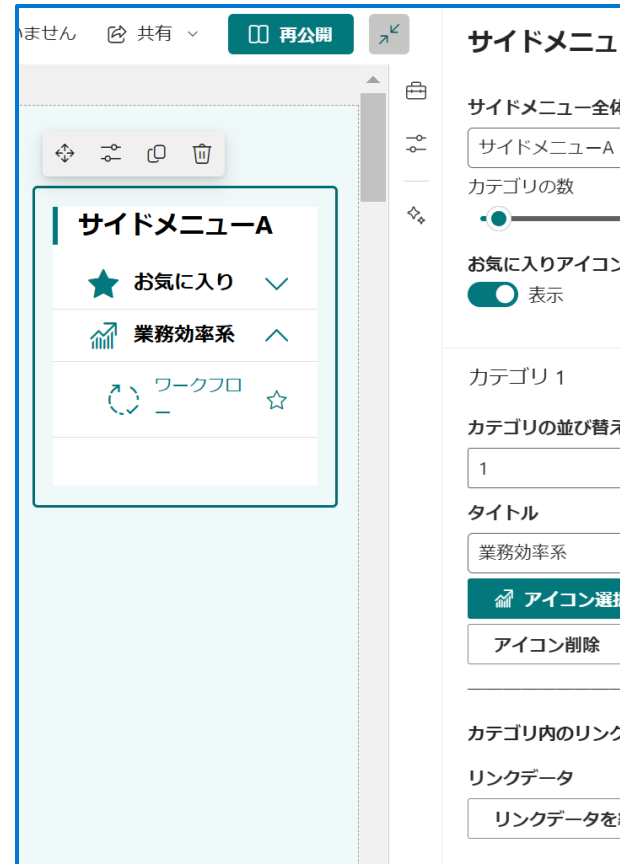 いません 共有 再公開
サイドメニューA
お気に入り
業務効率系
ワークフロ
ー
サイドメニュ
サイドメニュー全体
サイドメニューA
カテゴリの数
お気に入りアイコン
表示
カテゴリ 1
カテゴリの並び替え
1
タイトル
業務効率系
アイコン選択
アイコン削除
カテゴリ内のリンク
リンクデータ
リンクデータを